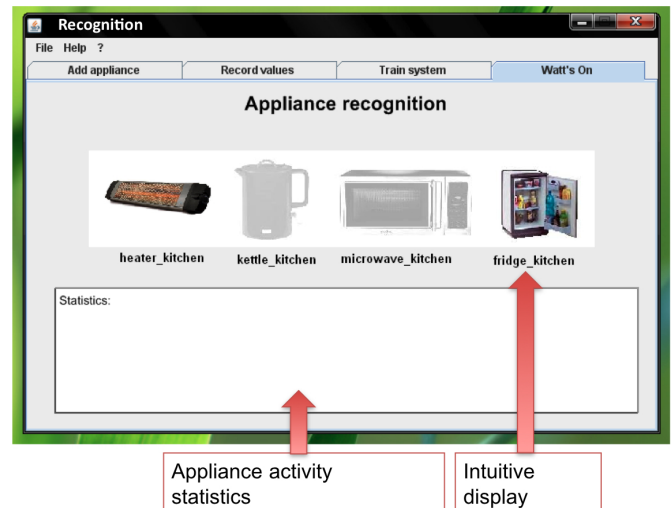 Recognition
File Help ?
Add appliance Record values Train system Watt's On
Appliance recognition
heater_kitchen kettle_kitchen microwave_kitchen fridge_kitchen
Statistics:
Appliance activity
statistics
Intuitive
display